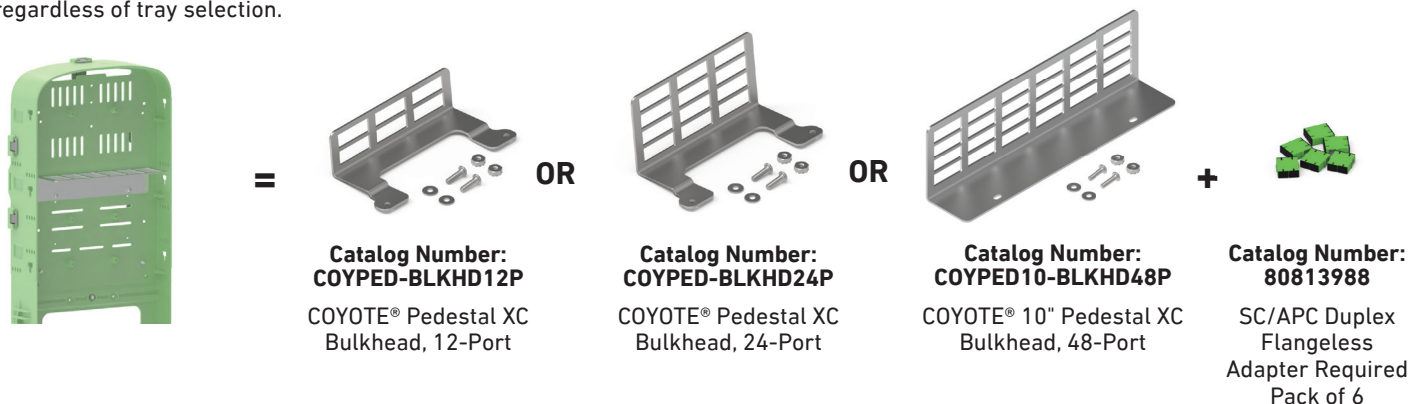 regardless of tray selection.
=
OR
OR
+
Catalog Number:
COYPED-BLKHD12P
COYOTE® Pedestal XC
Bulkhead, 12-Port
Catalog Number:
COYPED-BLKHD24P
COYOTE® Pedestal XC
Bulkhead, 24-Port
Catalog Number:
COYPED10-BLKHD48P
COYOTE® 10" Pedestal XC
Bulkhead, 48-Port
Catalog Number:
80813988
SC/APC Duplex
Flangeless
Adapter Required
Pack of 6